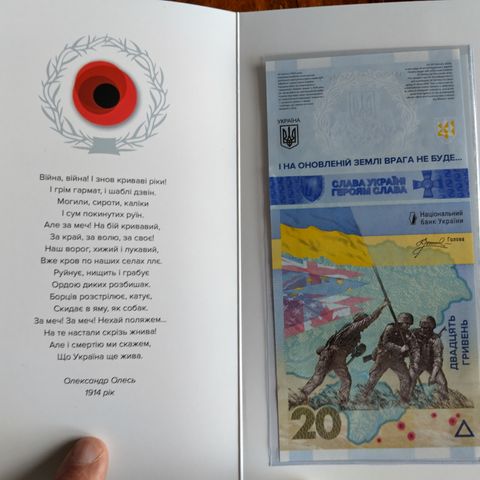 Війна, війна! І знов криваві ріки!
І грім гармат, і шаблі дзвін.
Могили, сироти, каліки
І сум покинутих руїн.
Але за меч! На бій кривавий,
За край, за волю, за своє!
Наш ворог, хижий і лукавий,
Вже кров по наших селах ллє.
Руйнує, нищить і грабує
Ордою диких розбишак.
Борців розстрілює, катує,
Скидає в яму, як собак.
За меч! За меч! Нехай поляжем...
На те настали скрізь жнива!
Але і смертю ми скажем,
Що Україна ще жива.
Олександр Олесь
1914 рік
УКРАЇНА
І НА ОНОВЛЕНІЙ ЗЕМЛІ ВРАГА НЕ БУДЕ...
СЛАВА УКРАЇНІ
ГЕРОЯМ СЛАВА
Національний
банк України
Голова
ДВАДЦЯТЬ
ГРИВЕНЬ
20